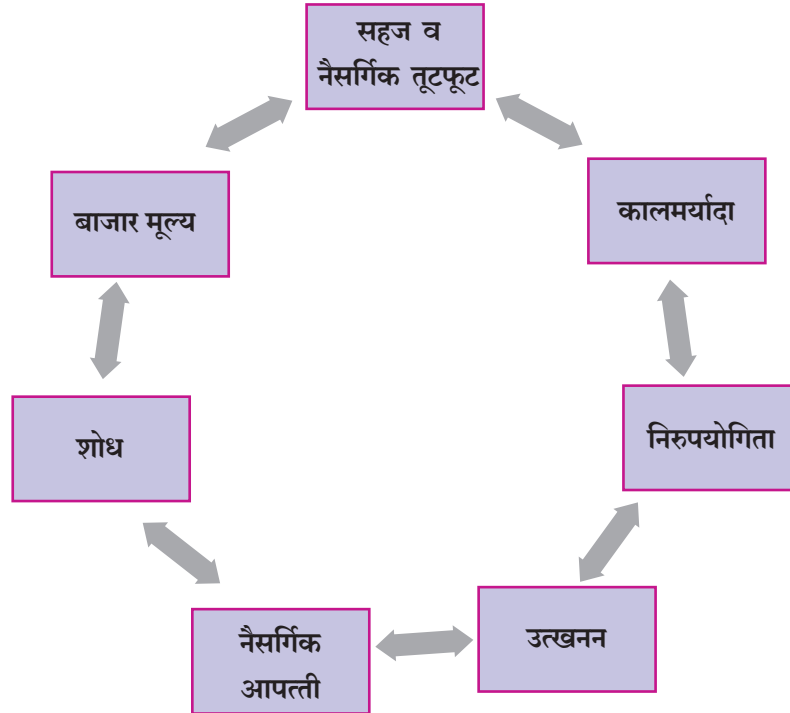 सहज व
नैसर्गिक तूटफूट
कालमर्यादा
निरुपयोगिता
उत्खनन
नैसर्गिक
आपत्ती
शोध
बाजार मूल्य